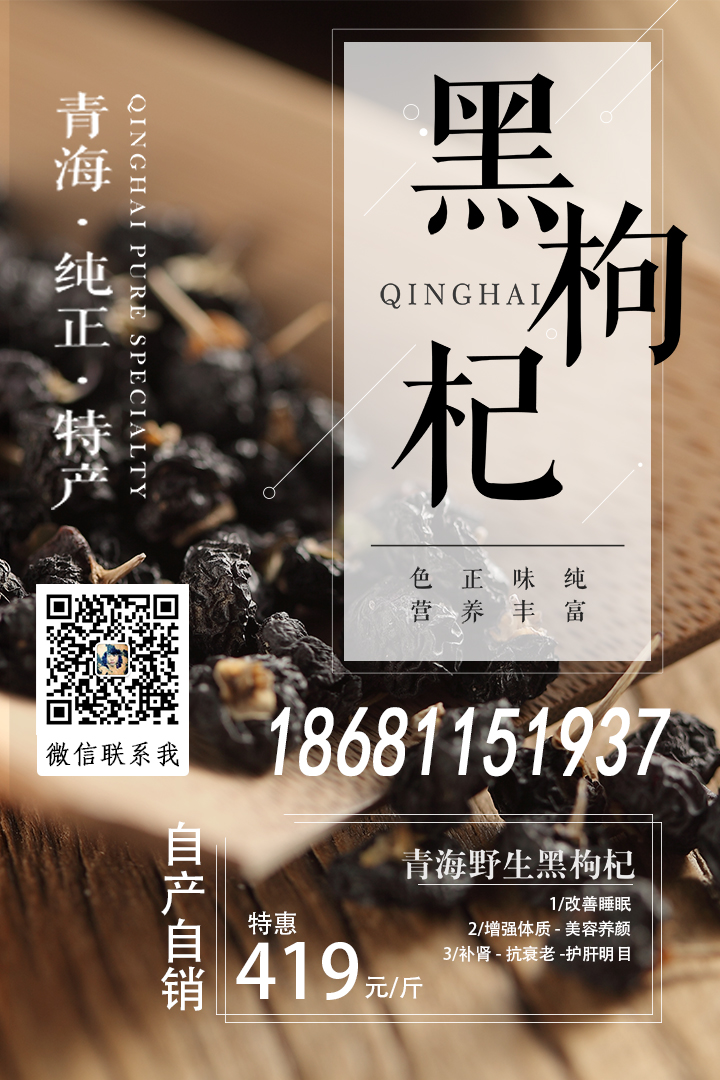 青海·纯正·特产
QINGHAI PURE SPECIALTY
黑枸杞
QINGHAI
色正味纯
营养丰富
微信联系我
18681151937
自产自销
青海野生黑枸杞
1/改善睡眠
2/增强体质 - 美容养颜
3/补肾 - 抗衰老 -护肝明目
特惠
419元/斤